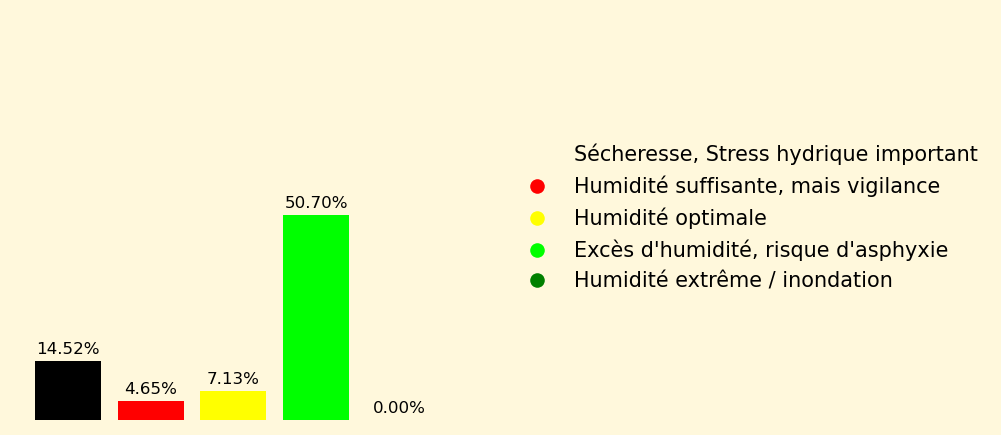 50.70%
14.52%
4.65%
7.13%
0.00%
Sécheresse, Stress hydrique important
Humidité suffisante, mais vigilance
Humidité optimale
Excès d'humidité, risque d'asphyxie
Humidité extrême / inondation